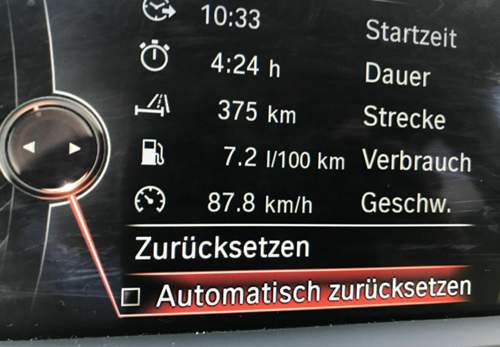 10:33 Startzeit
4:24 h Dauer
375 km Strecke
7.2 l/100 km Verbrauch
87.8 km/h Geschw.
Zurücksetzen
Automatisch zurücksetzen